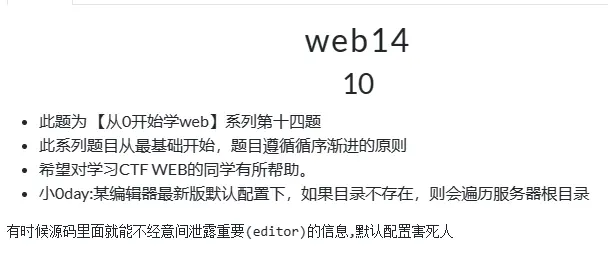 web14
10
此题为 【从0开始学web】系列第十四题
此系列题目从最基础开始，题目遵循循序渐进的原则
希望对学习CTF WEB的同学有所帮助。
小0day:某编辑器最新版默认配置下，如果目录不存在，则会遍历服务器根目录
有时候源码里面就能不经意间泄露重要(editor)的信息,默认配置害死人